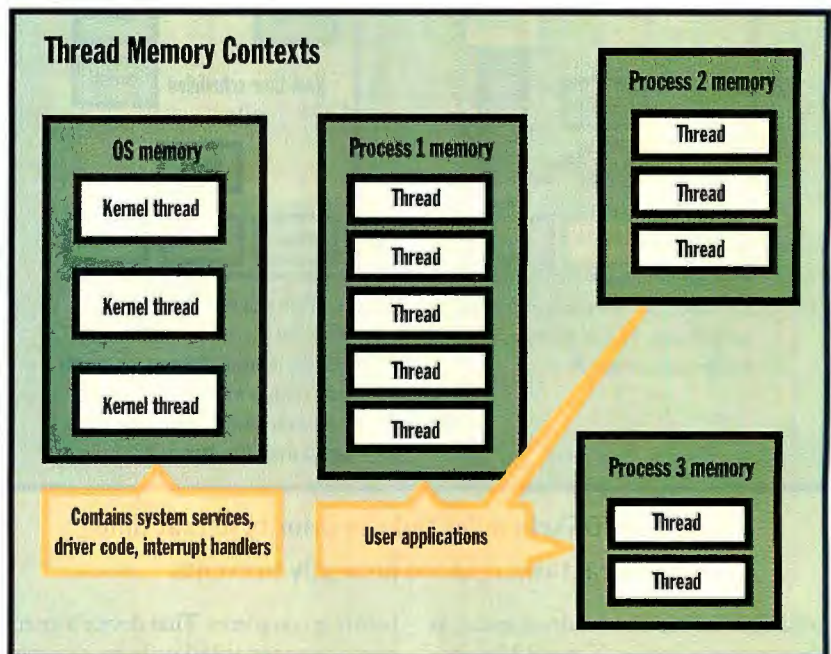 Thread Memory Contexts
OS memory
Kernel thread
Kernel thread
Kernel thread
Contains system services,
driver code, interrupt handlers
Process 1 memory
Thread
Thread
Thread
Thread
Thread
User applications
Process 2 memory
Thread
Thread
Thread
Process 3 memory
Thread
Thread